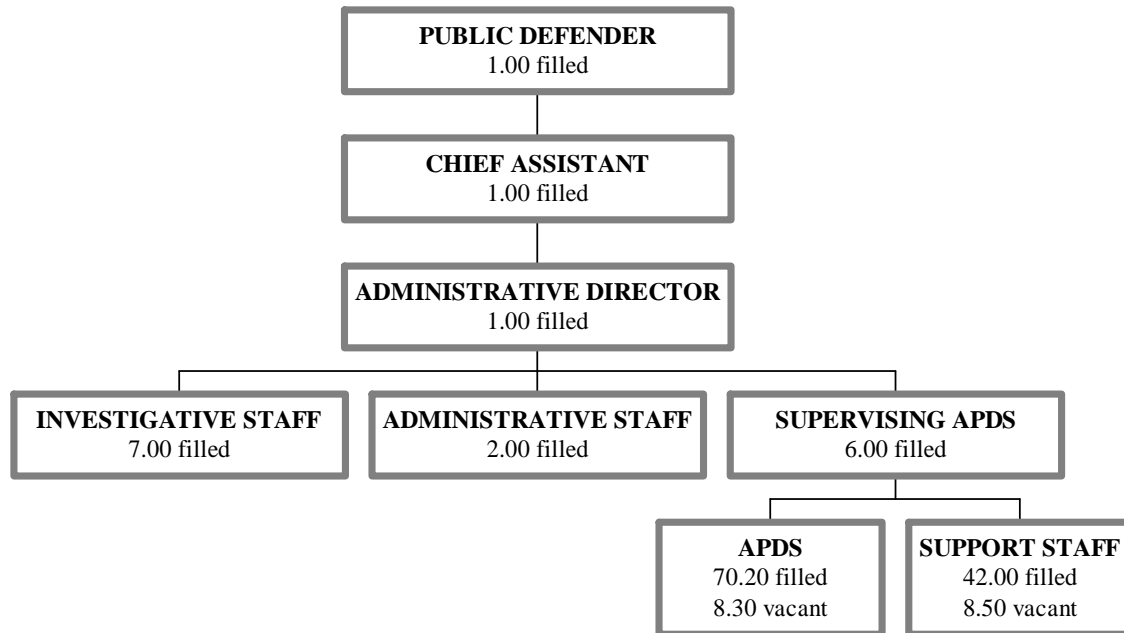 PUBLIC DEFENDER
1.00 filled
CHIEF ASSISTANT
1.00 filled
ADMINISTRATIVE DIRECTOR
1.00 filled
INVESTIGATIVE STAFF
7.00 filled
ADMINISTRATIVE STAFF
2.00 filled
SUPERVISING APDS
6.00 filled
APDS
70.20 filled
8.30 vacant
SUPPORT STAFF
42.00 filled
8.50 vacant